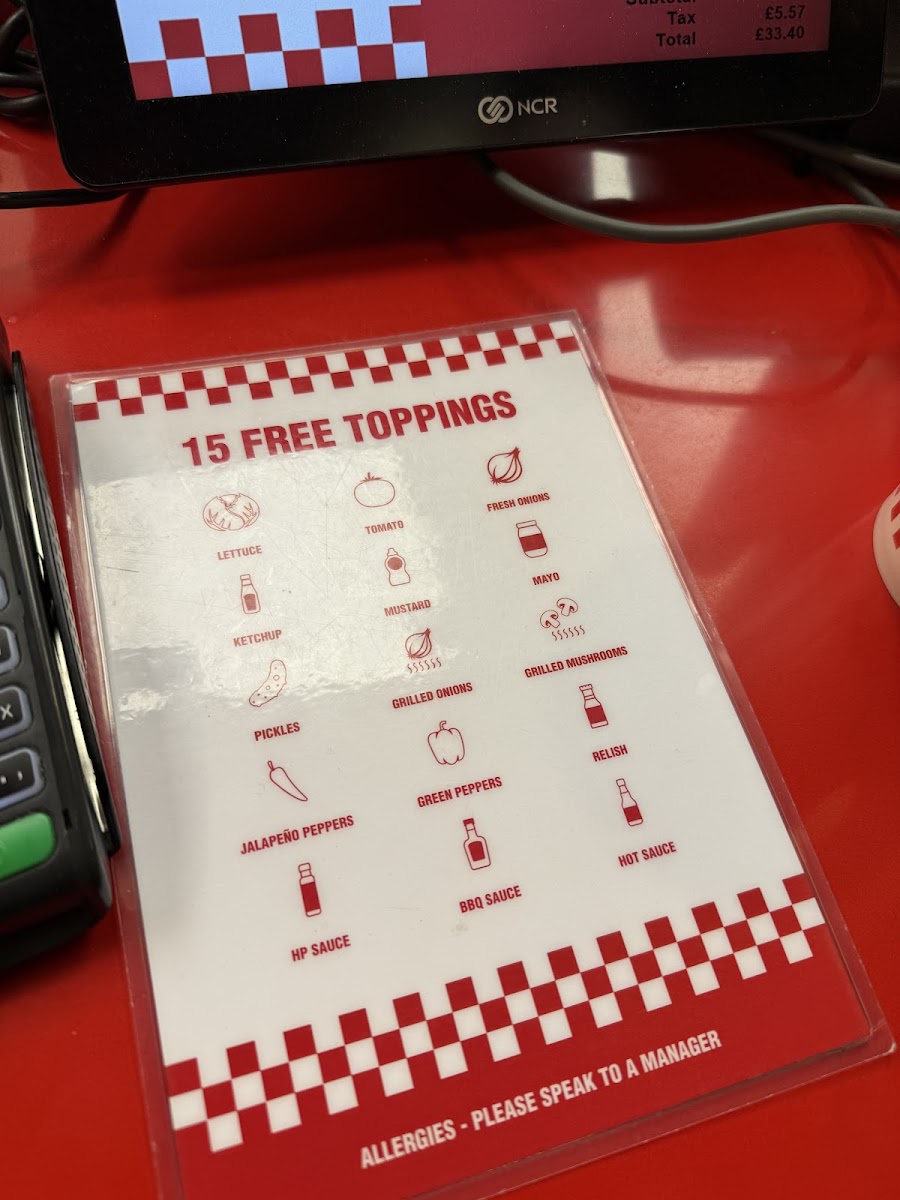 Subtotal
Tax £5.57
Total £33.40
NCR
15 FREE TOPPINGS
LETTUCE
TOMATO
FRESH ONIONS
KETCHUP
MUSTARD
MAYO
PICKLES
GRILLED ONIONS
GRILLED MUSHROOMS
JALAPEÑO PEPPERS
GREEN PEPPERS
RELISH
HP SAUCE
BBQ SAUCE
HOT SAUCE
ALLERGIES - PLEASE SPEAK TO A MANAGER
X